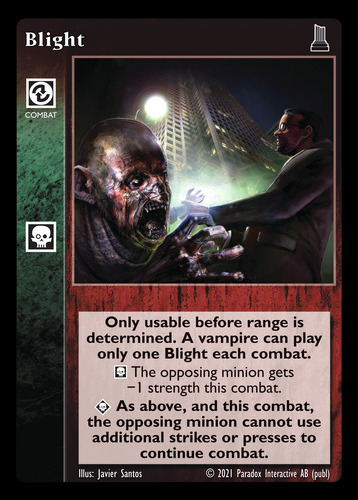 Blight
COMBAT
Only usable before range is
determined. A vampire can play
only one Blight each combat.
The opposing minion gets
−1 strength this combat.
As above, and this combat,
the opposing minion cannot use
additional strikes or presses to
continue combat.
Illus: Javier Santos
© 2021 Paradox Interactive AB (publ)